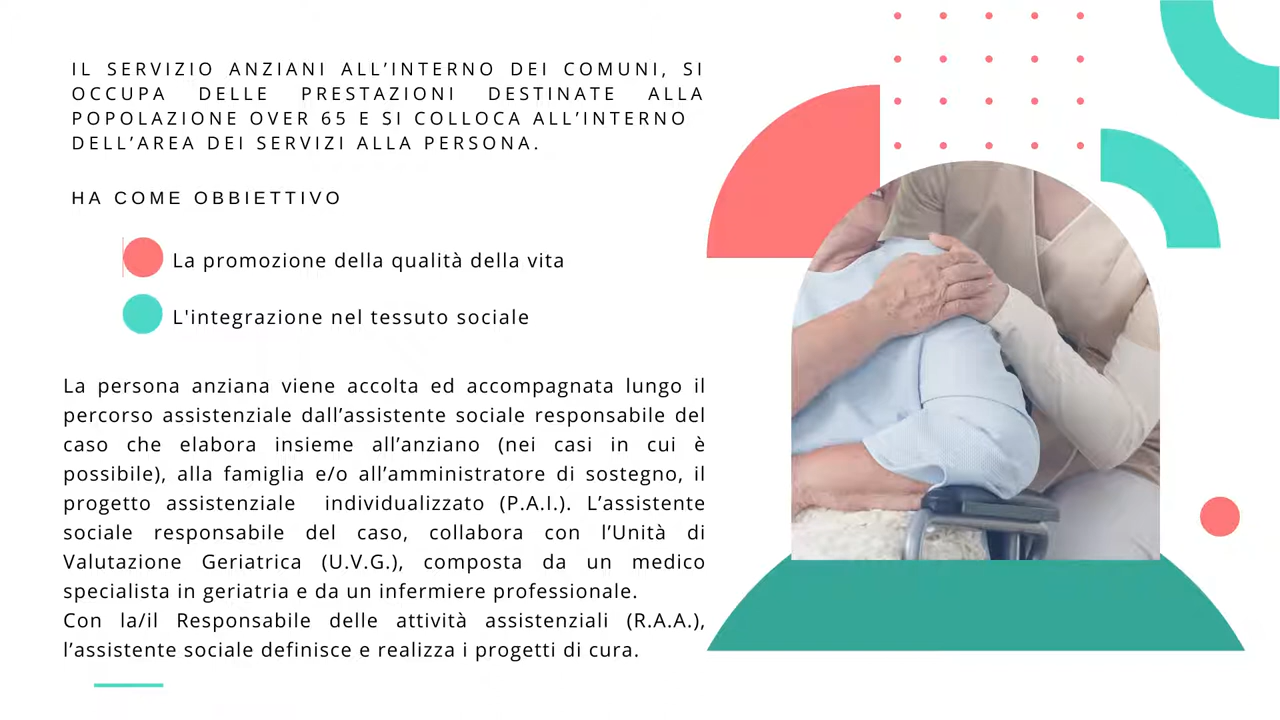 IL SERVIZIO ANZIANI ALL’INTERNO DEI COMUNI, SI
OCCUPA DELLE PRESTAZIONI DESTINATE ALLA
POPOLAZIONE OVER 65 E SI COLLOCA ALL’INTERNO
DELL’AREA DEI SERVIZI ALLA PERSONA.
HA COME OBBIETTIVO
La promozione della qualità della vita
L'integrazione nel tessuto sociale
La persona anziana viene accolta ed accompagnata lungo il
percorso assistenziale dall’assistente sociale responsabile del
caso che elabora insieme all’anziano (nei casi in cui è
possibile), alla famiglia e/o all’amministratore di sostegno, il
progetto assistenziale individualizzato (P.A.I.). L’assistente
sociale responsabile del caso, collabora con l’Unità di
Valutazione Geriatrica (U.V.G.), composta da un medico
specialista in geriatria e da un infermiere professionale.
Con la/il Responsabile delle attività assistenziali (R.A.A.),
l’assistente sociale definisce e realizza i progetti di cura.